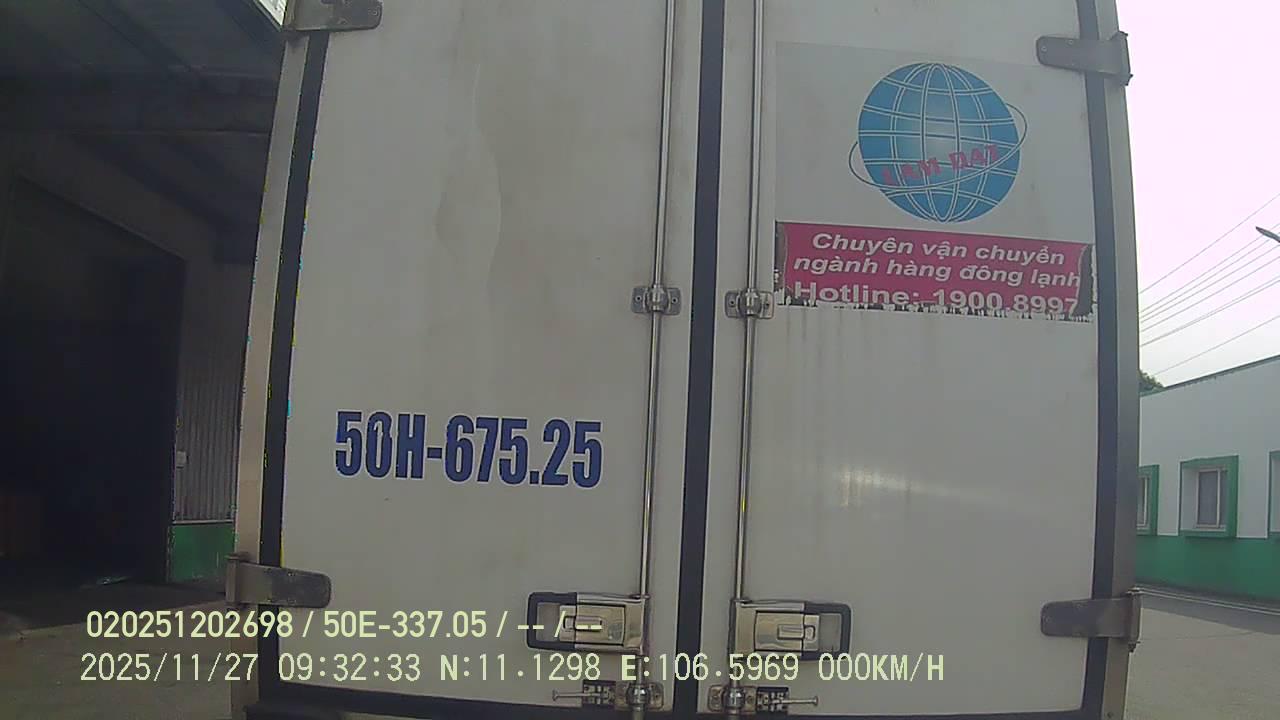 LAM DAT
Chuyên vận chuyển
ngành hàng đông lạnh
Hotline: 1900.8997
50H-675.25
020251202698 / 50E-337.05 / -- / --
2025/11/27 09:32:33 N:11.1298 E:106.5969 000KM/H